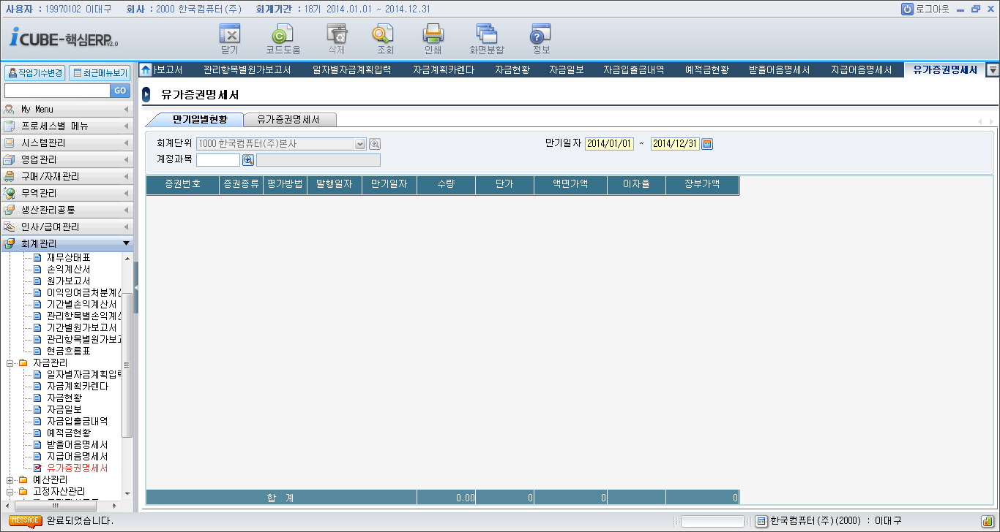 사용자 : 19970102 이대구 회사 : 2000 한국컴퓨터(주) 회계기간 : 18기 2014.01.01 ~ 2014.12.31 로그아웃
iCUBE-핵심ERP v2.0
닫기 코드도움 삭제 조회 인쇄 화면분할 정보
작업기수변경 최근메뉴보기
GO
가보고서 관리항목별원가보고서 일자별자금계획입력 자금계획카렌다 자금현황 자금일보 자금입출금내역 예적금현황 받을어음명세서 지급어음명세서 유가증권명세서
유가증권명세서
만기일별현황 유가증권명세서
회계단위 1000 한국컴퓨터(주)본사 만기일자 2014/01/01 ~ 2014/12/31
계정과목
증권번호 증권종류 평가방법 발행일자 만기일자 수량 단가 액면가액 이자율 장부가액
합 계 0.00 0 0 0
My Menu
프로세스별 메뉴
시스템관리
영업관리
구매/자재관리
무역관리
생산관리공통
인사/급여관리
회계관리
재무상태표
손익계산서
원가보고서
이익잉여금처분계산
기간별손익계산서
관리항목별손익계산
기간별원가보고서
관리항목별원가보고
현금흐름표
자금관리
일자별자금계획입력
자금계획카렌다
자금현황
자금일보
자금입출금내역
예적금현황
받을어음명세서
지급어음명세서
유가증권명세서
예산관리
고정자산관리
MESSAGE 완료되었습니다. 한국컴퓨터(주)(2000) : 이대구